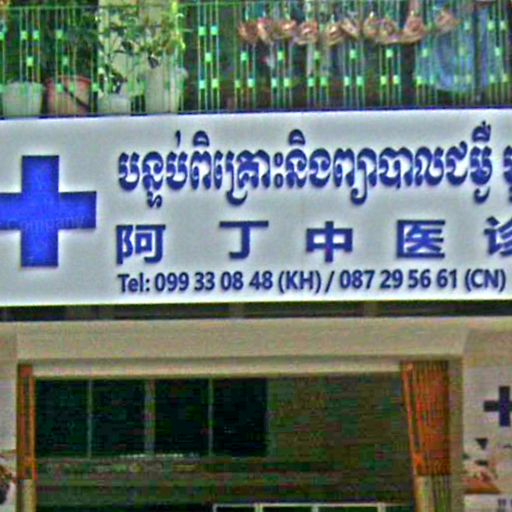 បន្ទប់ពិគ្រោះនិងព្យាបាលជម្ងឺ
阿丁中医诊
Tel: 099 33 08 48 (KH) / 087 29 56 61 (CN)